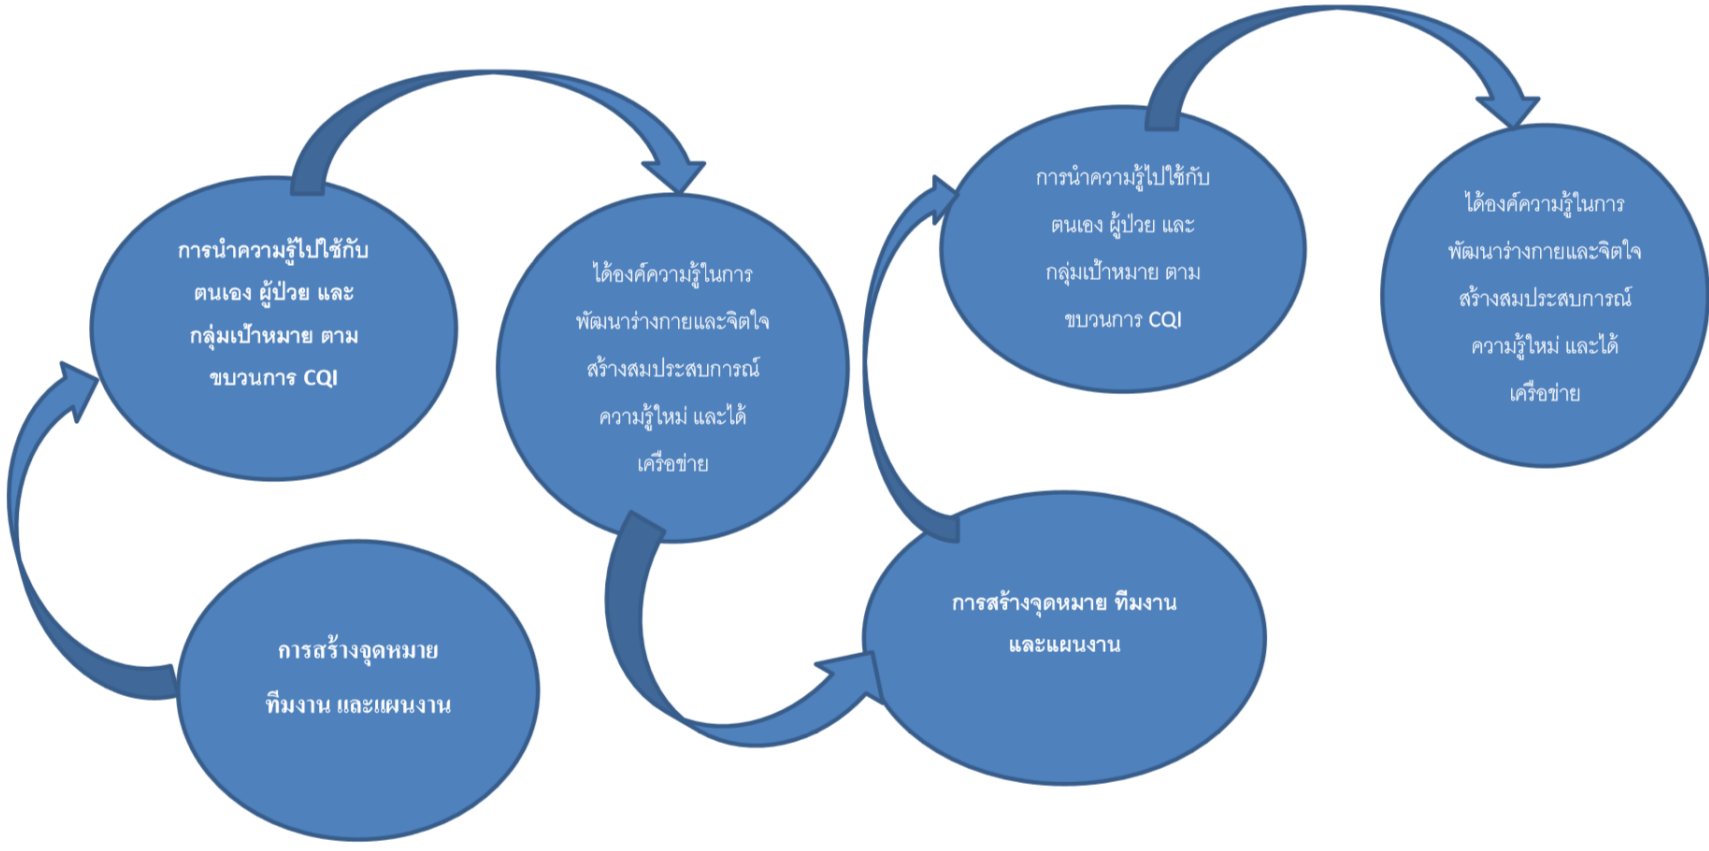 การนำความรู้ไปใช้กับ
ตนเอง ผู้ป่วย และ
กลุ่มเป้าหมาย ตาม
ขบวนการ CQI
ได้องค์ความรู้ในการ
พัฒนาร่างกายและจิตใจ
สร้างสมประสบการณ์
ความรู้ใหม่ และได้
เครือข่าย
การสร้างจุดหมาย
ทีมงาน และแผนงาน
การนำความรู้ไปใช้กับ
ตนเอง ผู้ป่วย และ
กลุ่มเป้าหมาย ตาม
ขบวนการ CQI
ได้องค์ความรู้ในการ
พัฒนาร่างกายและจิตใจ
สร้างสมประสบการณ์
ความรู้ใหม่ และได้
เครือข่าย
การสร้างจุดหมาย ทีมงาน
และแผนงาน